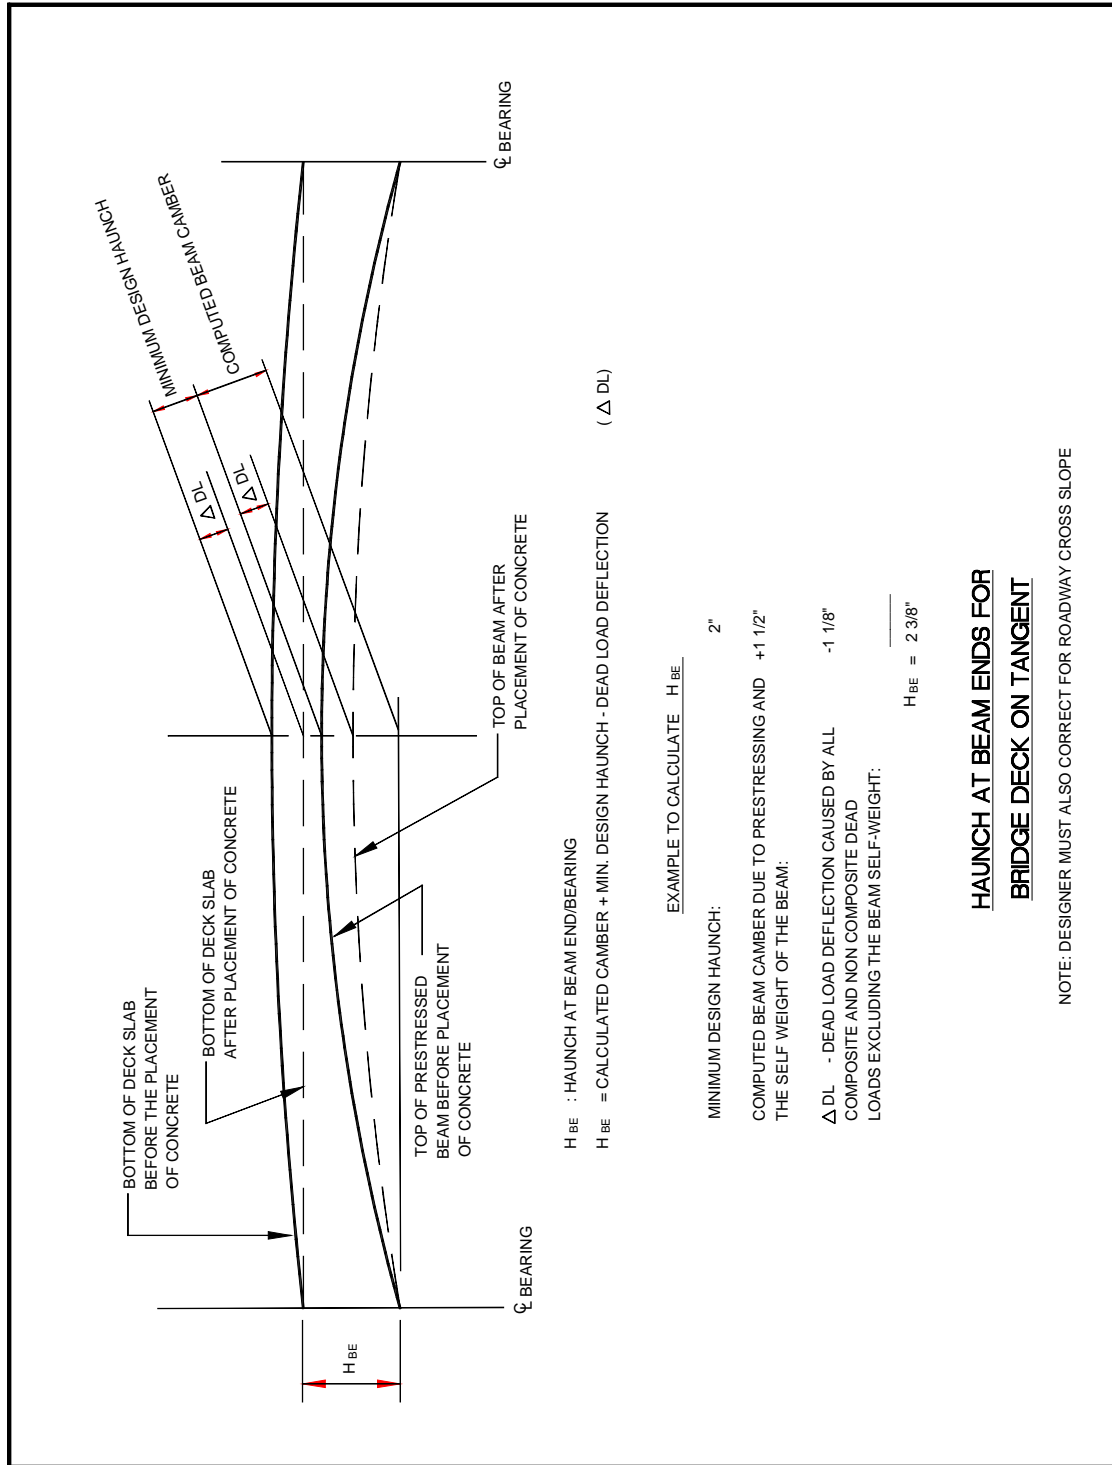 BOTTOM OF DECK SLAB
BEFORE THE PLACEMENT
OF CONCRETE
BOTTOM OF DECK SLAB
AFTER PLACEMENT OF CONCRETE
MINIMUM DESIGN HAUNCH
COMPUTED BEAM CAMBER
△ DL
△ DL
H BE
TOP OF PRESTRESSED
BEAM BEFORE PLACEMENT
OF CONCRETE
TOP OF BEAM AFTER
PLACEMENT OF CONCRETE
℄ BEARING
℄ BEARING
H BE : HAUNCH AT BEAM END/BEARING
H BE = CALCULATED CAMBER + MIN. DESIGN HAUNCH - DEAD LOAD DEFLECTION (△ DL)
EXAMPLE TO CALCULATE H BE
MINIMUM DESIGN HAUNCH: 2"
COMPUTED BEAM CAMBER DUE TO PRESTRESSING AND +1 1/2"
THE SELF WEIGHT OF THE BEAM:
△ DL - DEAD LOAD DEFLECTION CAUSED BY ALL -1 1/8"
COMPOSITE AND NON COMPOSITE DEAD
LOADS EXCLUDING THE BEAM SELF-WEIGHT:
H BE = 2 3/8"
HAUNCH AT BEAM ENDS FOR
BRIDGE DECK ON TANGENT
NOTE: DESIGNER MUST ALSO CORRECT FOR ROADWAY CROSS SLOPE